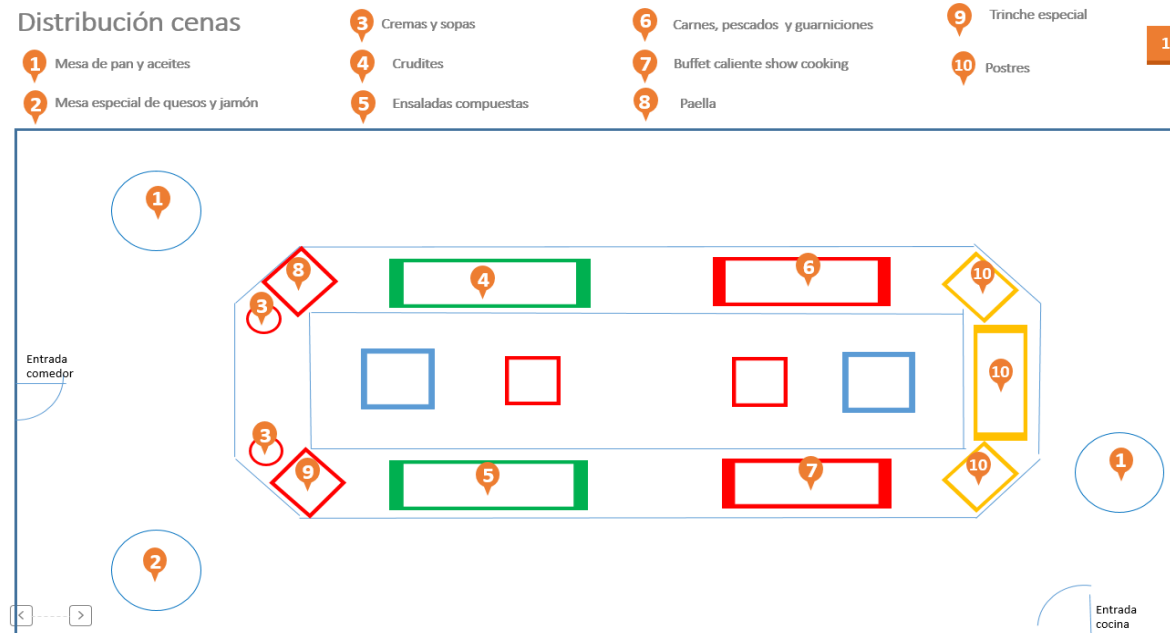 Distribución cenas
1 Mesa de pan y aceites
2 Mesa especial de quesos y jamón
3 Cremas y sopas
4 Crudites
5 Ensaladas compuestas
6 Carnes, pescados y guarniciones
7 Buffet caliente show cooking
8 Paella
9 Trinche especial
10 Postres
1
1
8
4
6
10
3
Entrada
comedor
10
3
9
5
7
10
1
2
Entrada
cocina